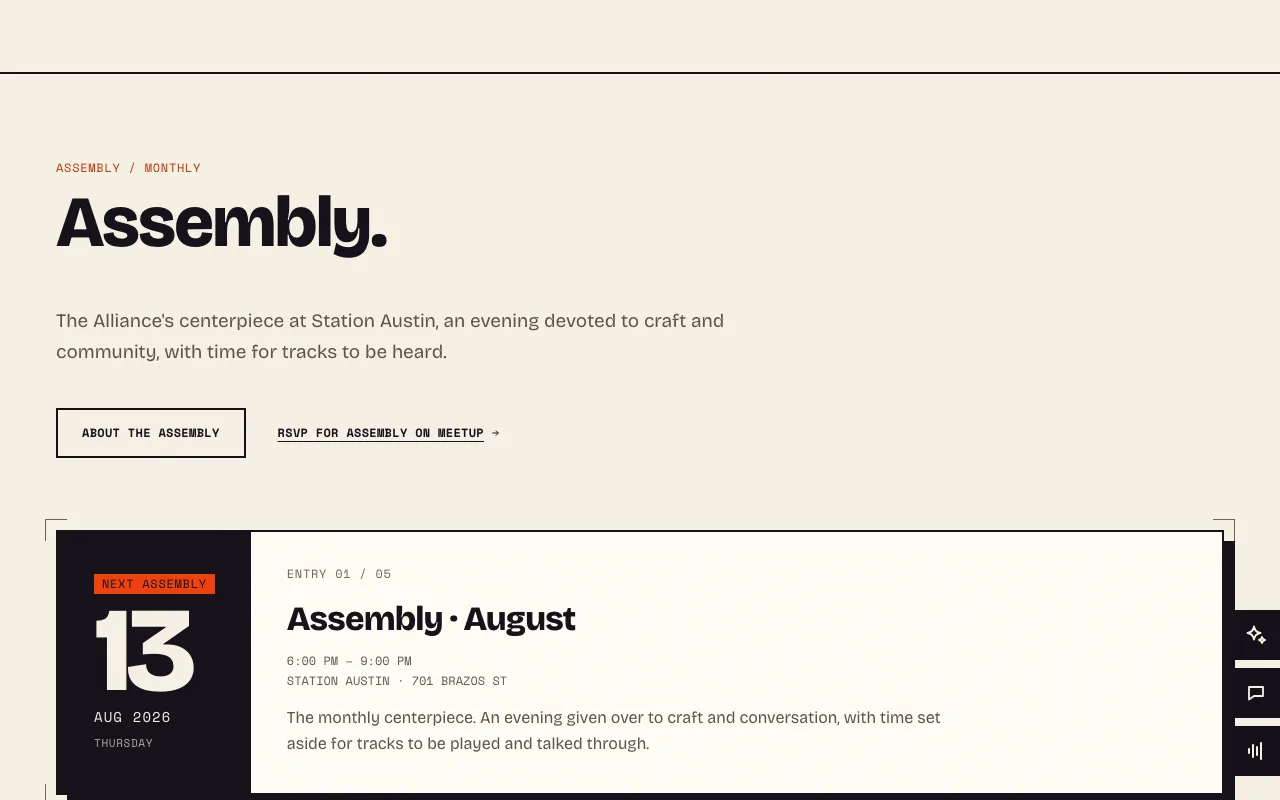 ASSEMBLY / MONTHLY
Assembly.
The Alliance's centerpiece at Station Austin, an evening devoted to craft and
community, with time for tracks to be heard.
ABOUT THE ASSEMBLY
RSVP FOR ASSEMBLY ON MEETUP →
NEXT ASSEMBLY
13
AUG 2026
THURSDAY
ENTRY 01 / 05
Assembly · August
6:00 PM – 9:00 PM
STATION AUSTIN · 701 BRAZOS ST
The monthly centerpiece. An evening given over to craft and conversation, with time set
aside for tracks to be played and talked through.